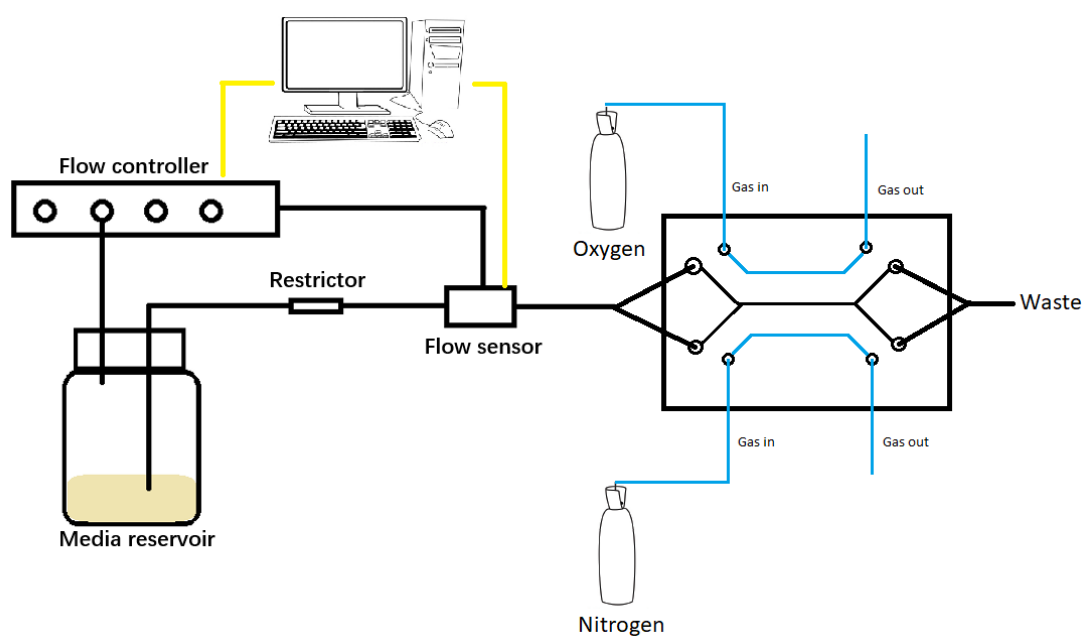 Flow controller
Gas in
Gas out
Oxygen
Restrictor
Waste
Flow sensor
Gas in
Gas out
Media reservoir
Nitrogen